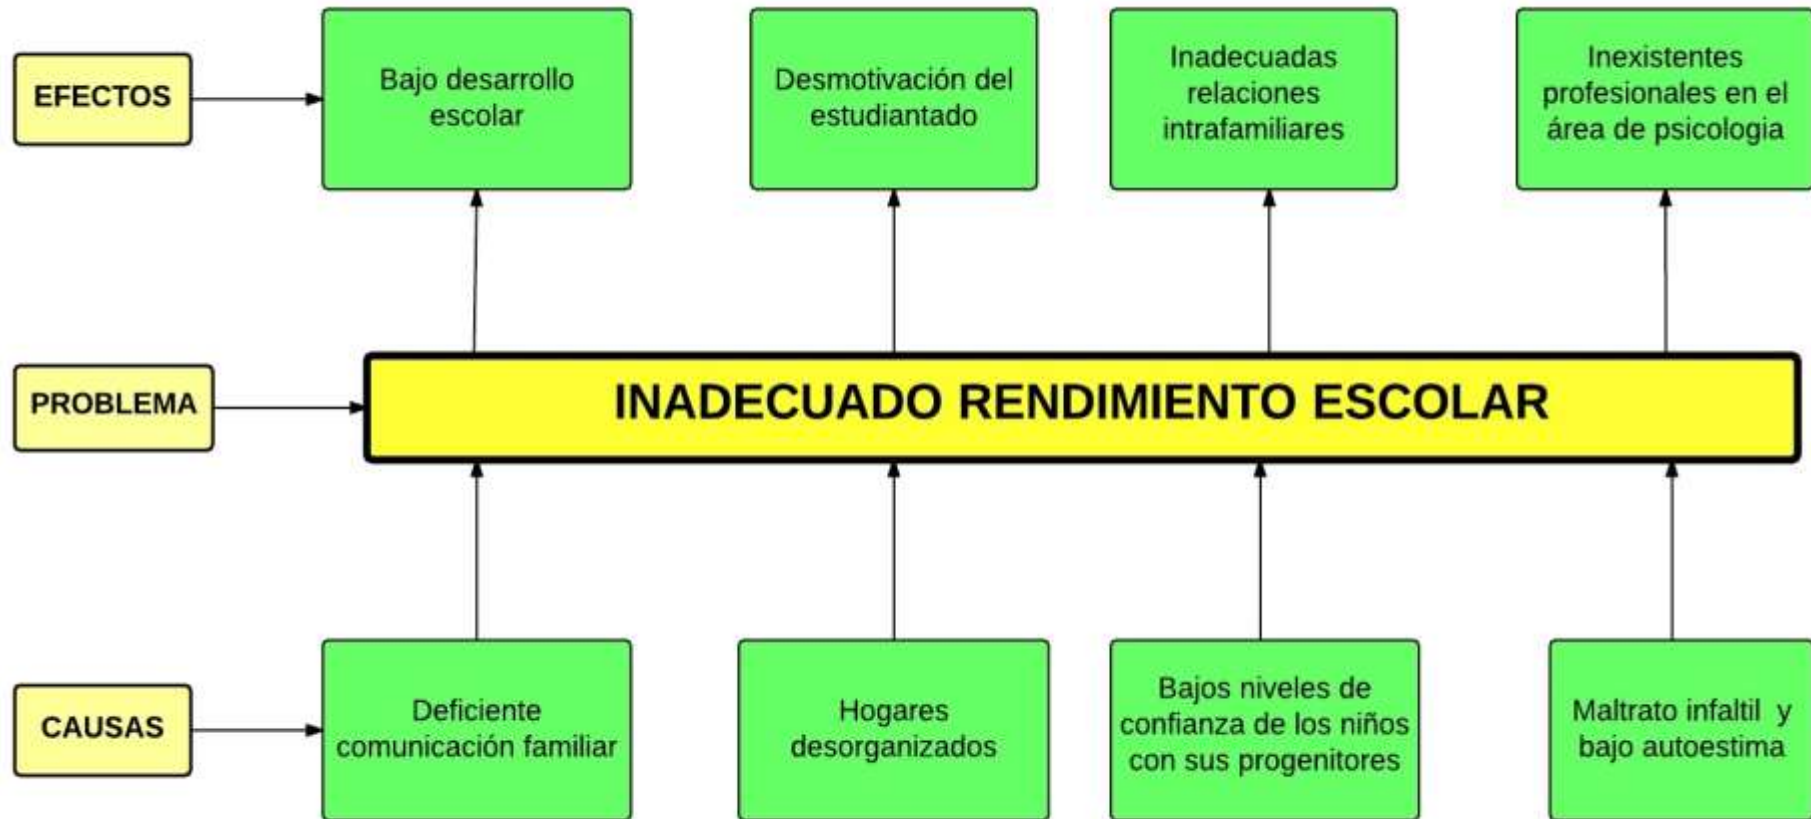 EFECTOS
Bajo desarrollo
escolar
Desmotivación del
estudiantado
Inadecuadas
relaciones
intrafamiliares
Inexistentes
profesionales en el
área de psicologia
PROBLEMA
INADECUADO RENDIMIENTO ESCOLAR
CAUSAS
Deficiente
comunicación familiar
Hogares
desorganizados
Bajos niveles de
confianza de los niños
con sus progenitores
Maltrato infaltil y
bajo autoestima